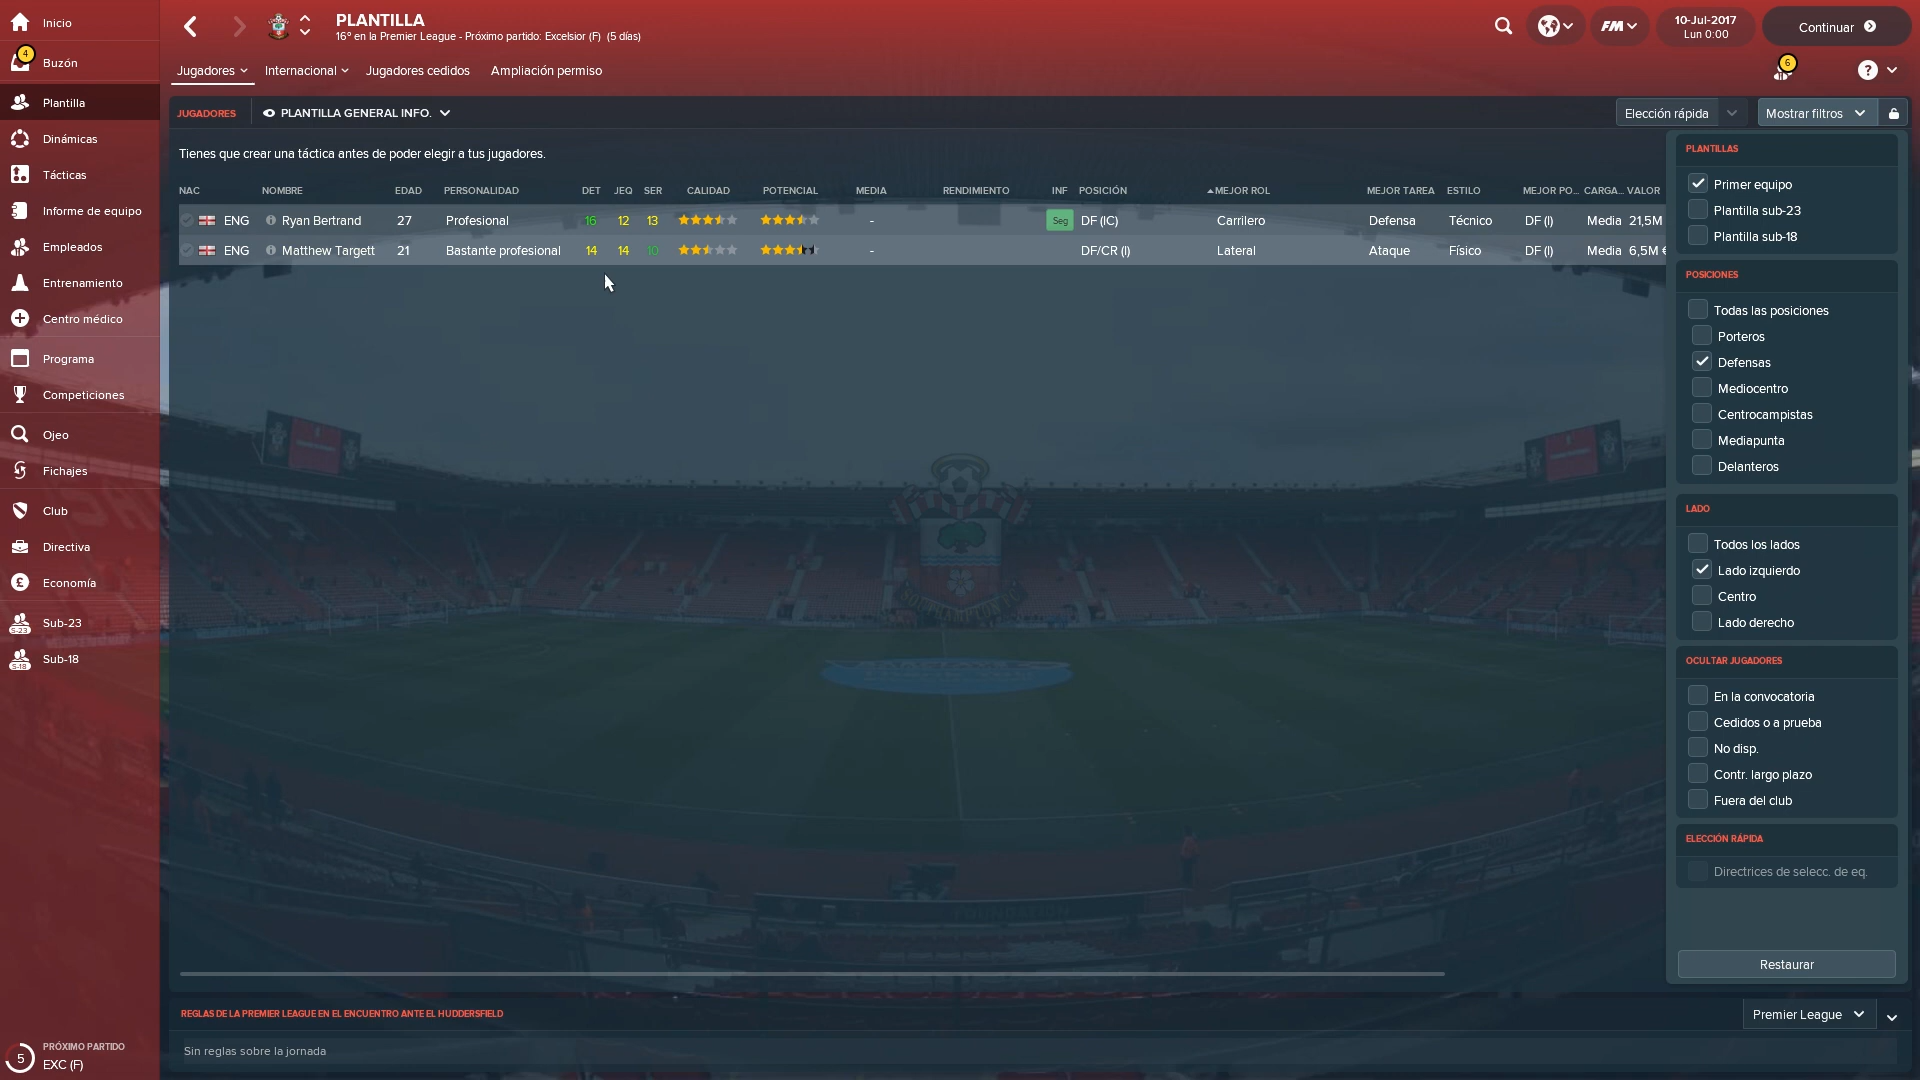 Inicio
4
Buzón
Plantilla
Dinámicas
Tácticas
Informe de equipo
Empleados
Entrenamiento
Centro médico
Programa
Competiciones
Ojeo
Fichajes
Club
Directiva
Economía
Sub-23
Sub-18
5
PRÓXIMO PARTIDO
EXC (F)
PLANTILLA
16º en la Premier League - Próximo partido: Excelsior (F) (5 días)
FM
10-Jul-2017
Lun 0:00
Continuar
Jugadores
Internacional
Jugadores cedidos
Ampliación permiso
6
?
JUGADORES
PLANTILLA GENERAL INFO.
Elección rápida
Mostrar filtros
Tienes que crear una táctica antes de poder elegir a tus jugadores.
NAC NOMBRE EDAD PERSONALIDAD DET JEQ SER CALIDAD POTENCIAL MEDIA RENDIMIENTO INF POSICIÓN MEJOR ROL MEJOR TAREA ESTILO MEJOR PO... CARGA... VALOR
ENG Ryan Bertrand 27 Profesional 16 12 13 - Seg DF (IC) Carrilero Defensa Técnico DF (I) Media 21,5M
ENG Matthew Targett 21 Bastante profesional 14 14 10 - DF/CR (I) Lateral Ataque Físico DF (I) Media 6,5M €
PLANTILLAS
Primer equipo
Plantilla sub-23
Plantilla sub-18
POSICIONES
Todas las posiciones
Porteros
Defensas
Mediocentro
Centrocampistas
Mediapunta
Delanteros
LADO
Todos los lados
Lado izquierdo
Centro
Lado derecho
OCULTAR JUGADORES
En la convocatoria
Cedidos o a prueba
No disp.
Contr. largo plazo
Fuera del club
ELECCIÓN RÁPIDA
Directrices de selecc. de eq.
Restaurar
REGLAS DE LA PREMIER LEAGUE EN EL ENCUENTRO ANTE EL HUDDERSFIELD
Premier League
Sin reglas sobre la jornada